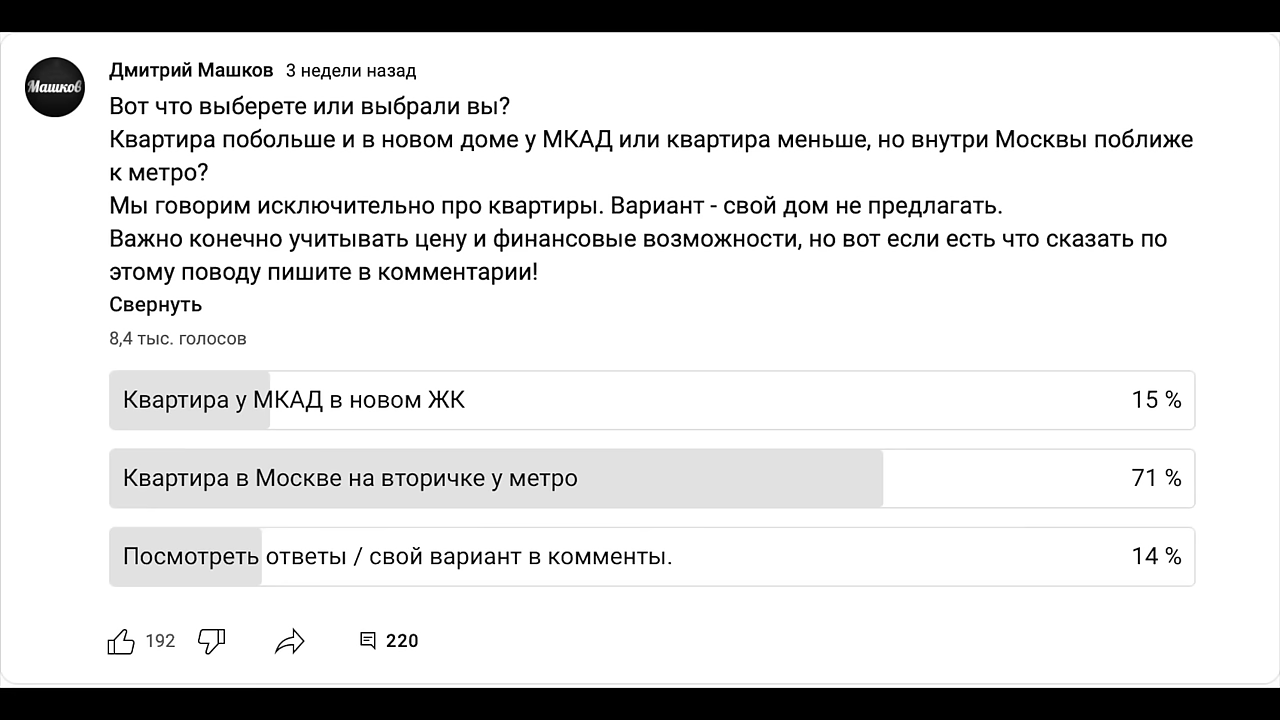 Машков
Дмитрий Машков 3 недели назад
Вот что выберете или выбрали вы?
Квартира побольше и в новом доме у МКАД или квартира меньше, но внутри Москвы поближе
к метро?
Мы говорим исключительно про квартиры. Вариант - свой дом не предлагать.
Важно конечно учитывать цену и финансовые возможности, но вот если есть что сказать по
этому поводу пишите в комментарии!
Свернуть
8,4 тыс. голосов
Квартира у МКАД в новом ЖК 15 %
Квартира в Москве на вторичке у метро 71 %
Посмотреть ответы / свой вариант в комменты. 14 %
192 220